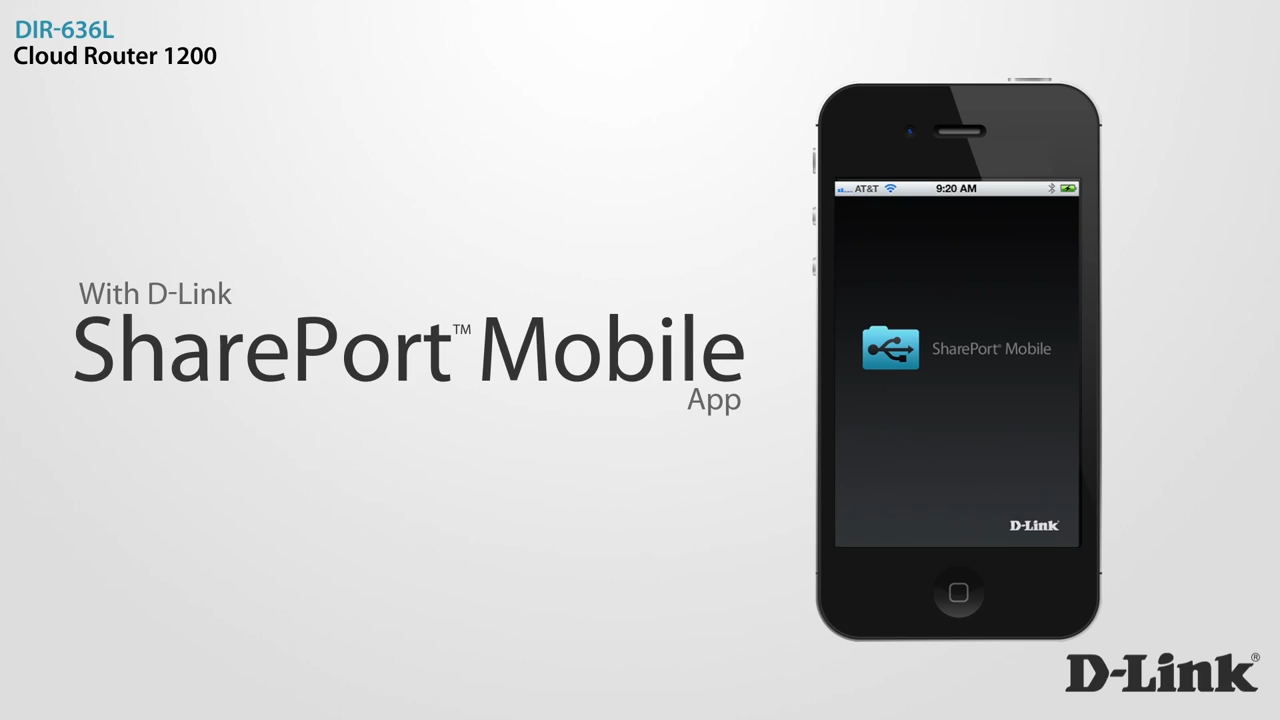 DIR-636L
Cloud Router 1200
With D-Link
SharePort™ Mobile
App
AT&T
9:20 AM
SharePort® Mobile
D-Link
D-Link®